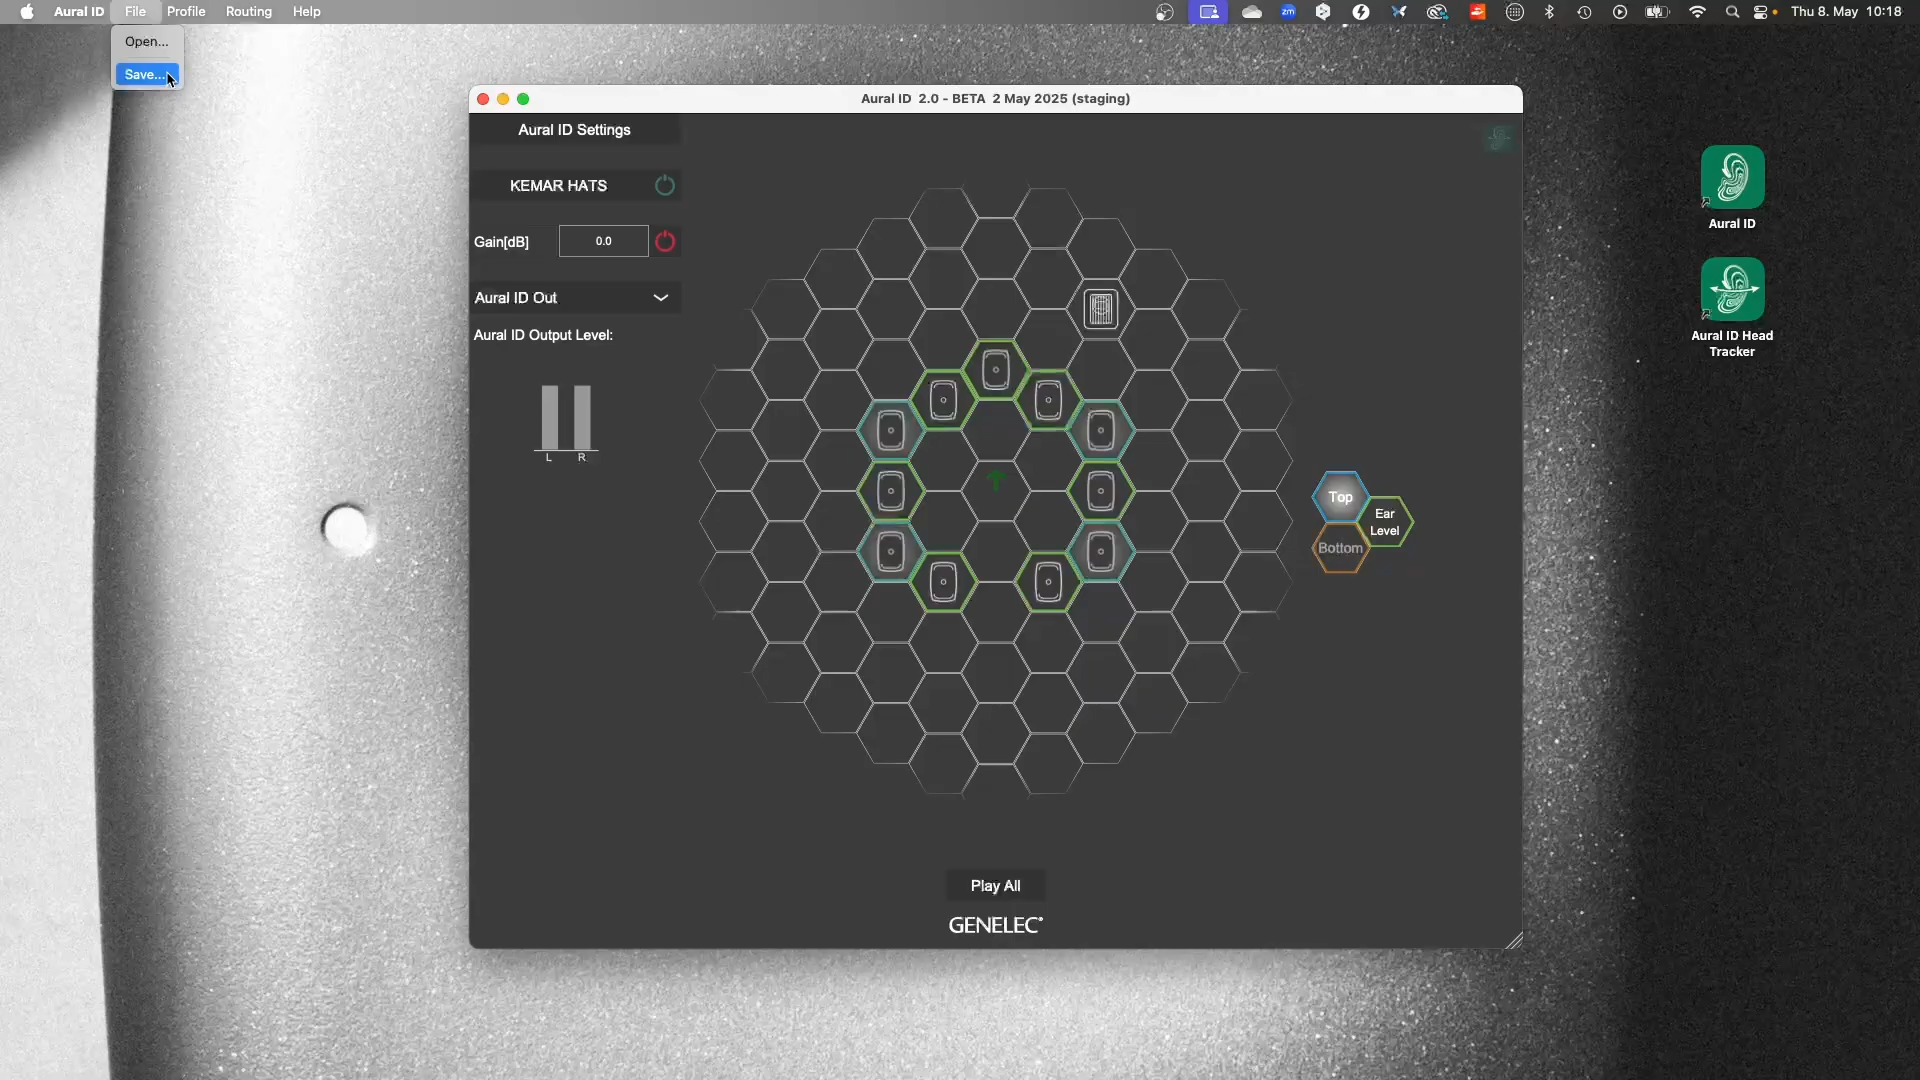 Aural ID File Profile Routing Help
zm
Thu 8. May 10:18
Open...
Save...
Aural ID 2.0 - BETA 2 May 2025 (staging)
Aural ID Settings
KEMAR HATS
Gain[dB] 0.0
Aural ID Out
Aural ID Output Level:
L R
Top
Ear
Level
Bottom
Play All
GENELEC®
Aural ID
Aural ID Head
Tracker